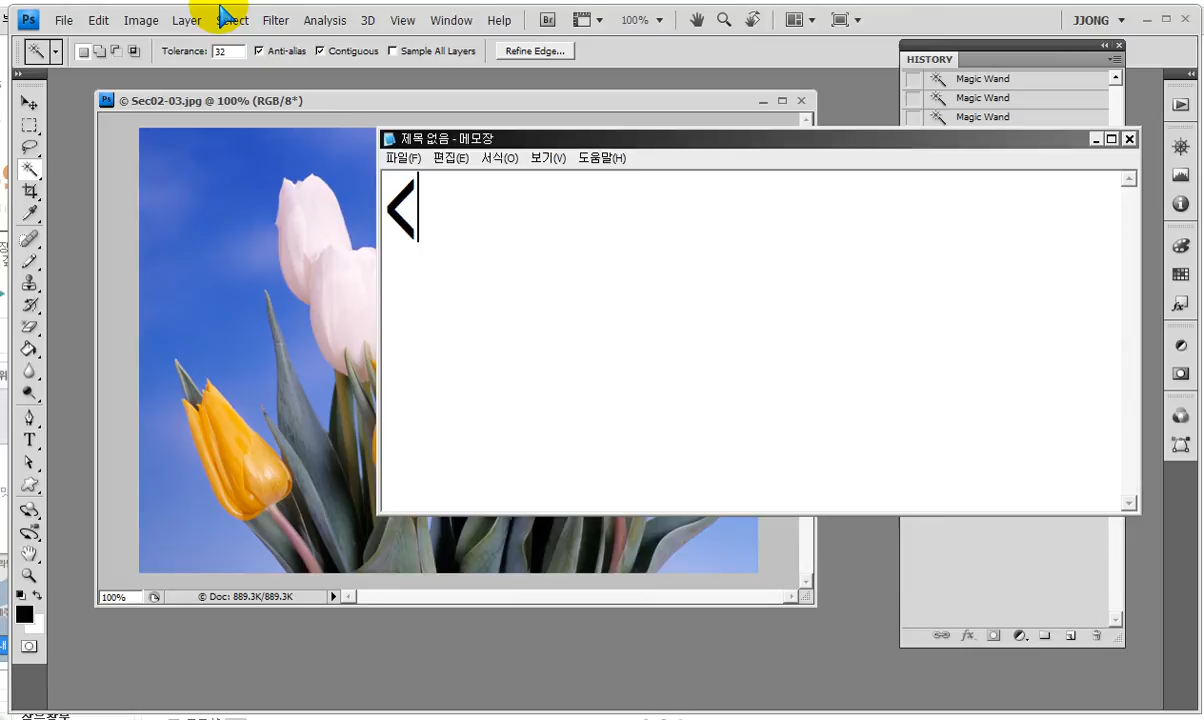 Ps File Edit Image Layer Select Filter Analysis 3D View Window Help Br 100% JJONG
Tolerance: 32 Anti-alias Contiguous Sample All Layers Refine Edge...
HISTORY
Magic Wand
Magic Wand
Magic Wand
Ps © Sec02-03.jpg @ 100% (RGB/8*)
제목 없음 - 메모장
파일(F) 편집(E) 서식(O) 보기(V) 도움말(H)
<
T
100% © Doc: 889.3K/889.3K
fx